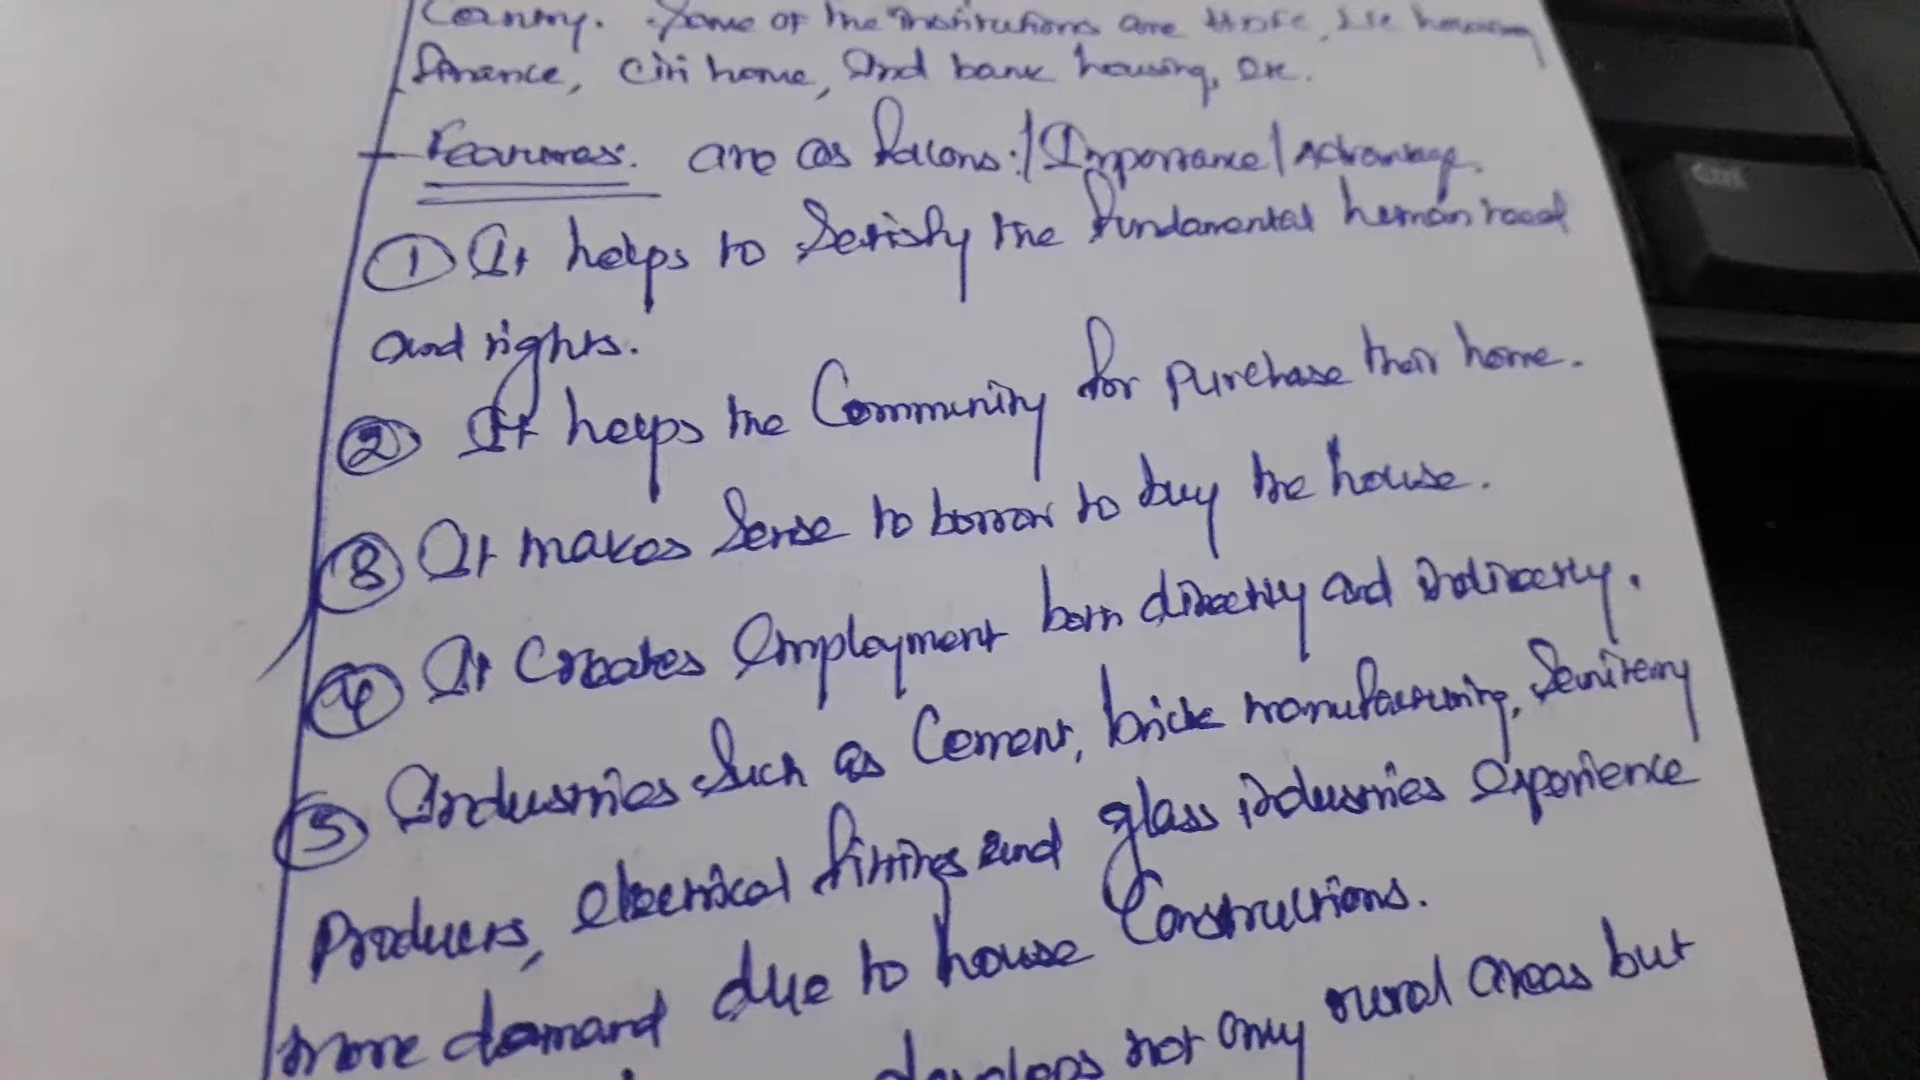 Country. Some of the institutions are HDFC, LIC housing
finance, Citi home, Ind bank housing, etc.
Features: are as follows:/Importance/Advantage.
① It helps to satisfy the fundamental human need
and rights.
② It helps the Community for purchase their home.
③ It makes sense to borrow to buy the house.
④ It creates employment both directly and indirectly.
⑤ Industries such as Cement, brick manufacturing, Sanitary
Products, electrical fittings and glass industries experience
more demand due to house Constructions.
develops not only rural areas but
Ctrl